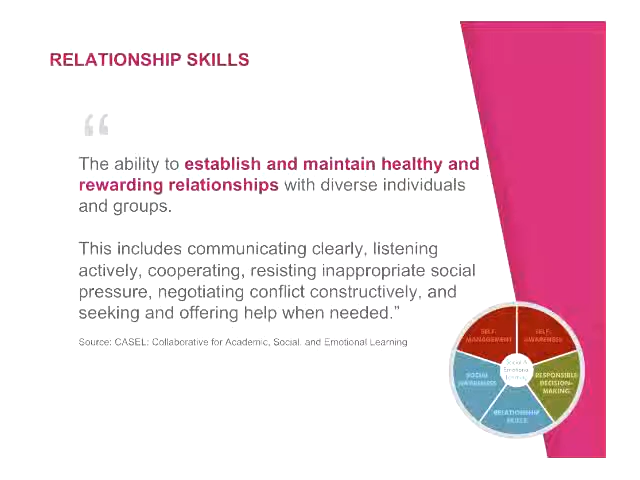 RELATIONSHIP SKILLS
“
The ability to establish and maintain healthy and
rewarding relationships with diverse individuals
and groups.
This includes communicating clearly, listening
actively, cooperating, resisting inappropriate social
pressure, negotiating conflict constructively, and
seeking and offering help when needed.”
Source: CASEL: Collaborative for Academic, Social, and Emotional Learning
SELF-
MANAGEMENT
SELF-
AWARENESS
Social &
Emotional
Learning
SOCIAL
AWARENESS
RESPONSIBLE
DECISION-
MAKING
RELATIONSHIP
SKILLS